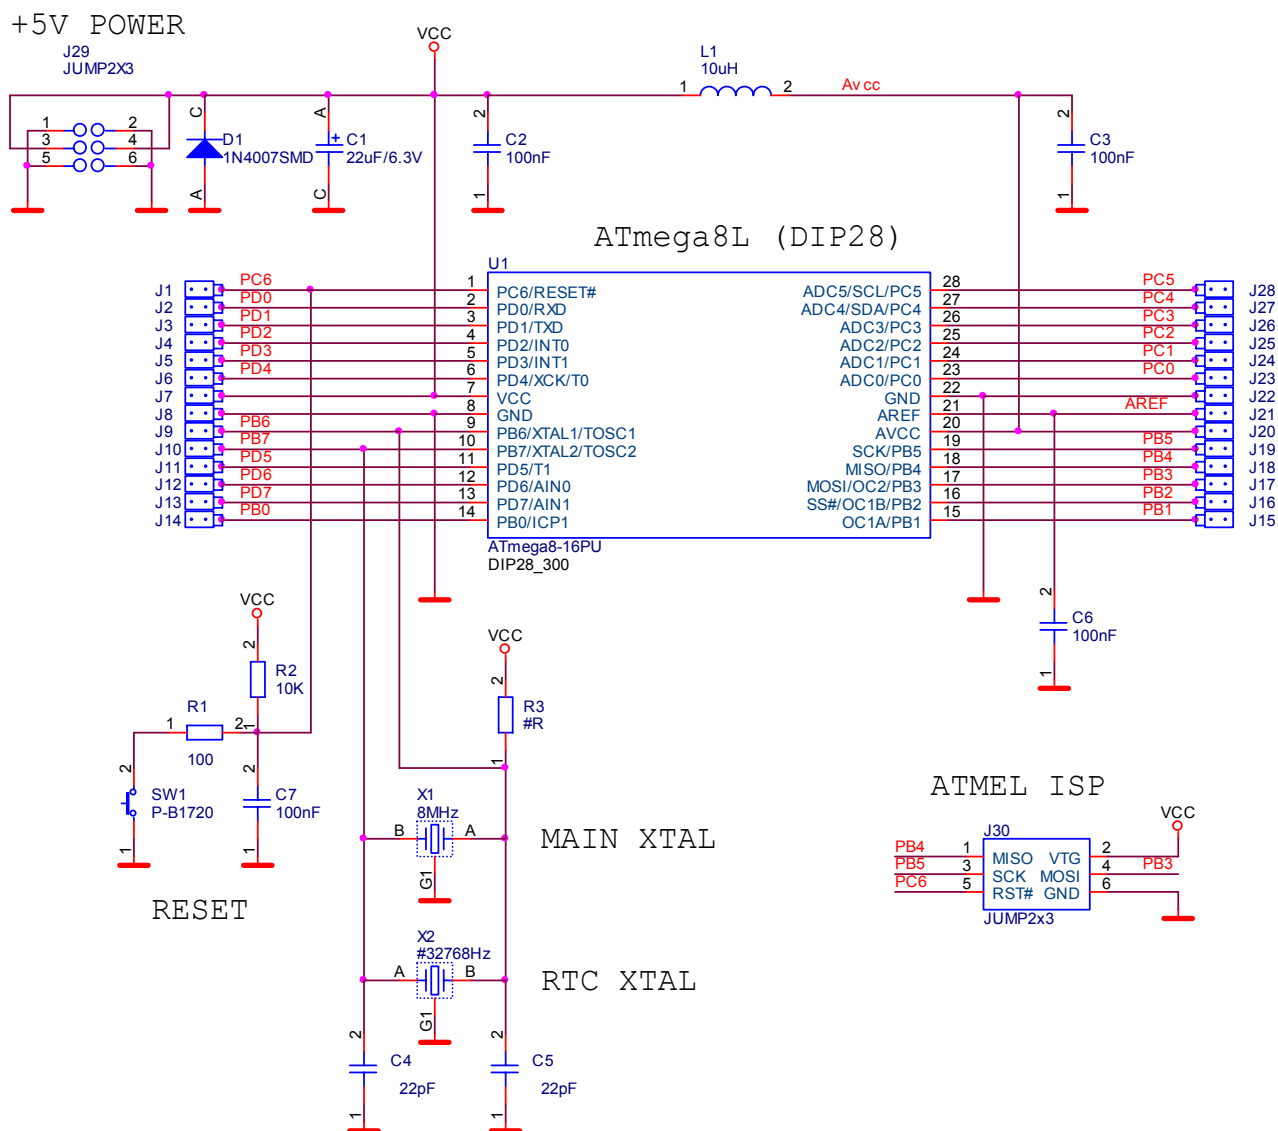 +5V POWER
J29
JUMP2X3
VCC
L1
10uH
1 2 Avcc
1 2
3 4
5 6
C
D1
1N4007SMD
A
A
+ C1
22uF/6.3V
C
2
C2
100nF
1
2
C3
100nF
1
ATmega8L (DIP28)
U1
J1 PC6 1 PC6/RESET# ADC5/SCL/PC5 28 PC5 J28
J2 PD0 2 PD0/RXD ADC4/SDA/PC4 27 PC4 J27
J3 PD1 3 PD1/TXD ADC3/PC3 26 PC3 J26
J4 PD2 4 PD2/INT0 ADC2/PC2 25 PC2 J25
J5 PD3 5 PD3/INT1 ADC1/PC1 24 PC1 J24
J6 PD4 6 PD4/XCK/T0 ADC0/PC0 23 PC0 J23
J7 7 VCC GND 22 J22
J8 8 GND AREF 21 AREF J21
J9 PB6 9 PB6/XTAL1/TOSC1 AVCC 20 J20
J10 PB7 10 PB7/XTAL2/TOSC2 SCK/PB5 19 PB5 J19
J11 PD5 11 PD5/T1 MISO/PB4 18 PB4 J18
J12 PD6 12 PD6/AIN0 MOSI/OC2/PB3 17 PB3 J17
J13 PD7 13 PD7/AIN1 SS#/OC1B/PB2 16 PB2 J16
J14 PB0 14 PB0/ICP1 OC1A/PB1 15 PB1 J15
ATmega8-16PU
DIP28_300
2
C6
100nF
1
VCC
2
R2
10K
1
R1
1 2
100
2
SW1
P-B1720
1
2
C7
100nF
1
RESET
VCC
2
R3
#R
1
X1
8MHz
B A
G1
MAIN XTAL
X2
#32768Hz
A B
G1
RTC XTAL
2
C4
22pF
1
2
C5
22pF
1
ATMEL ISP
VCC
J30
PB4 1 MISO VTG 2
PB5 3 SCK MOSI 4 PB3
PC6 5 RST# GND 6
JUMP2x3